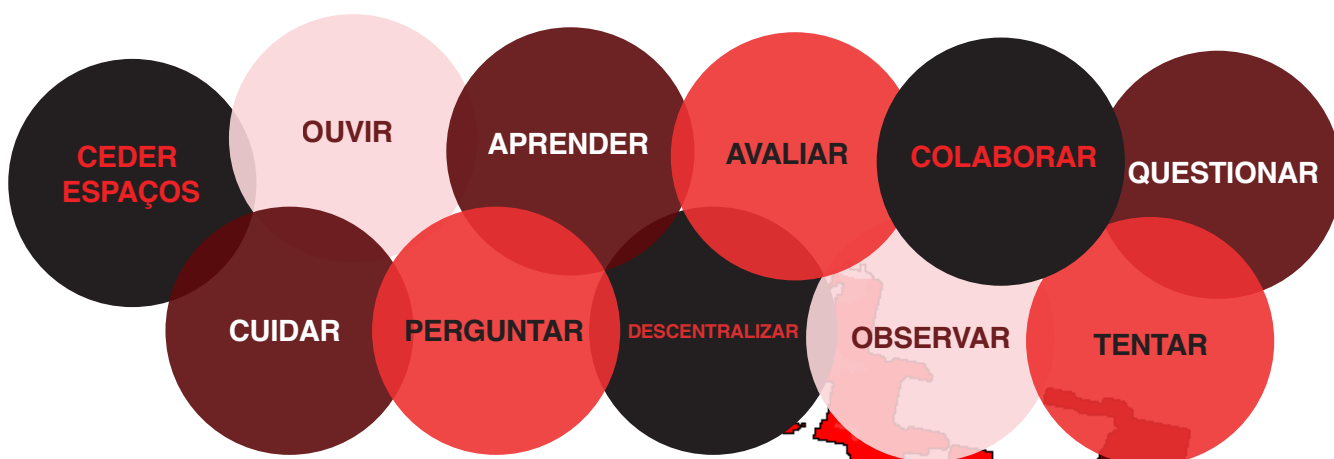 CEDER
ESPAÇOS
OUVIR
APRENDER
AVALIAR
COLABORAR
QUESTIONAR
CUIDAR
PERGUNTAR
DESCENTRALIZAR
OBSERVAR
TENTAR